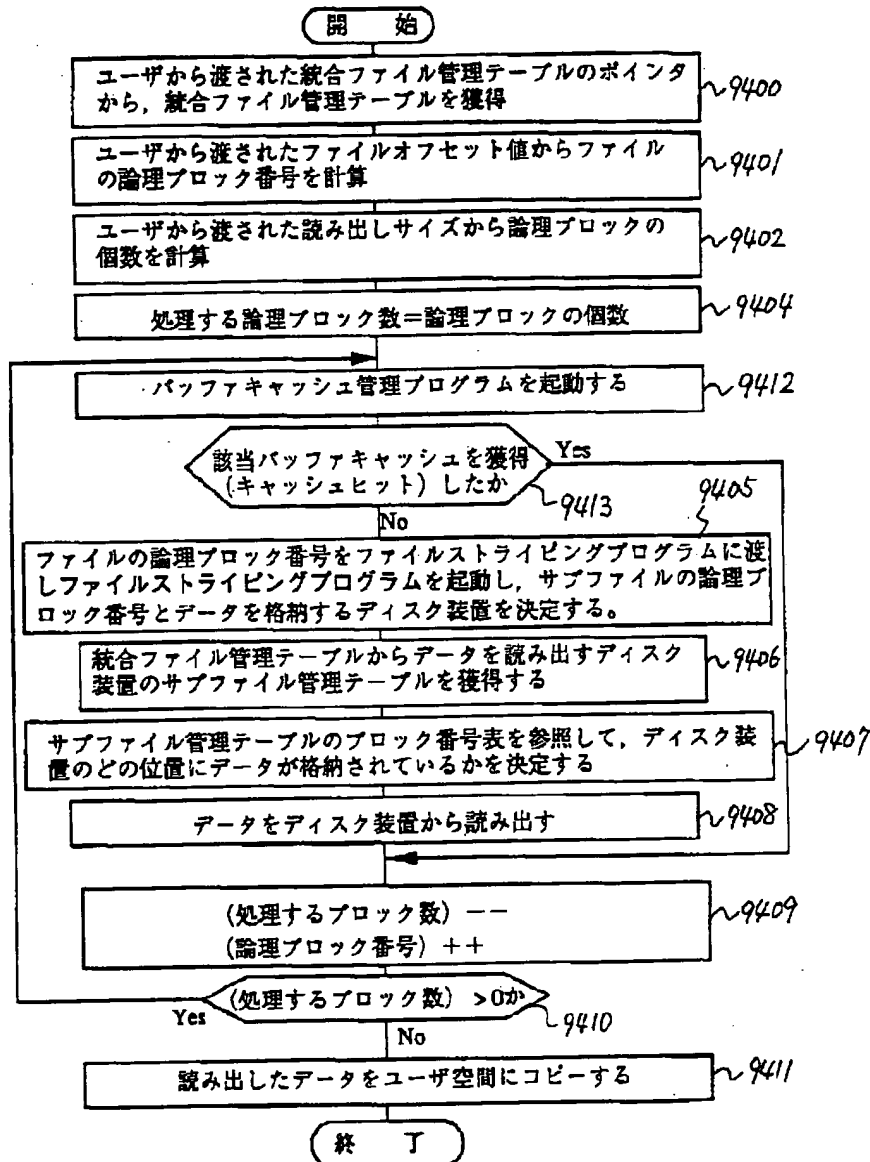 開 始
ユーザから渡された統合ファイル管理テーブルのポインタ
から，統合ファイル管理テーブルを獲得
9400
ユーザから渡されたファイルオフセット値からファイル
の論理ブロック番号を計算
9401
ユーザから渡された読み出しサイズから論理ブロックの
個数を計算
9402
処理する論理ブロック数＝論理ブロックの個数
9404
バッファキャッシュ管理プログラムを起動する
9412
該当バッファキャッシュを獲得
(キャッシュヒット) したか
Yes
9413
No
9405
ファイルの論理ブロック番号をファイルストライピングプログラムに渡
しファイルストライピングプログラムを起動し，サブファイルの論理ブ
ロック番号とデータを格納するディスク装置を決定する。
統合ファイル管理テーブルからデータを読み出すディスク
装置のサブファイル管理テーブルを獲得する
9406
サブファイル管理テーブルのブロック番号表を参照して，ディスク装
置のどの位置にデータが格納されているかを決定する
9407
データをディスク装置から読み出す
9408
(処理するブロック数) −−
(論理ブロック番号) ＋＋
9409
(処理するブロック数) >0か
Yes
9410
No
読み出したデータをユーザ空間にコピーする
9411
終 了